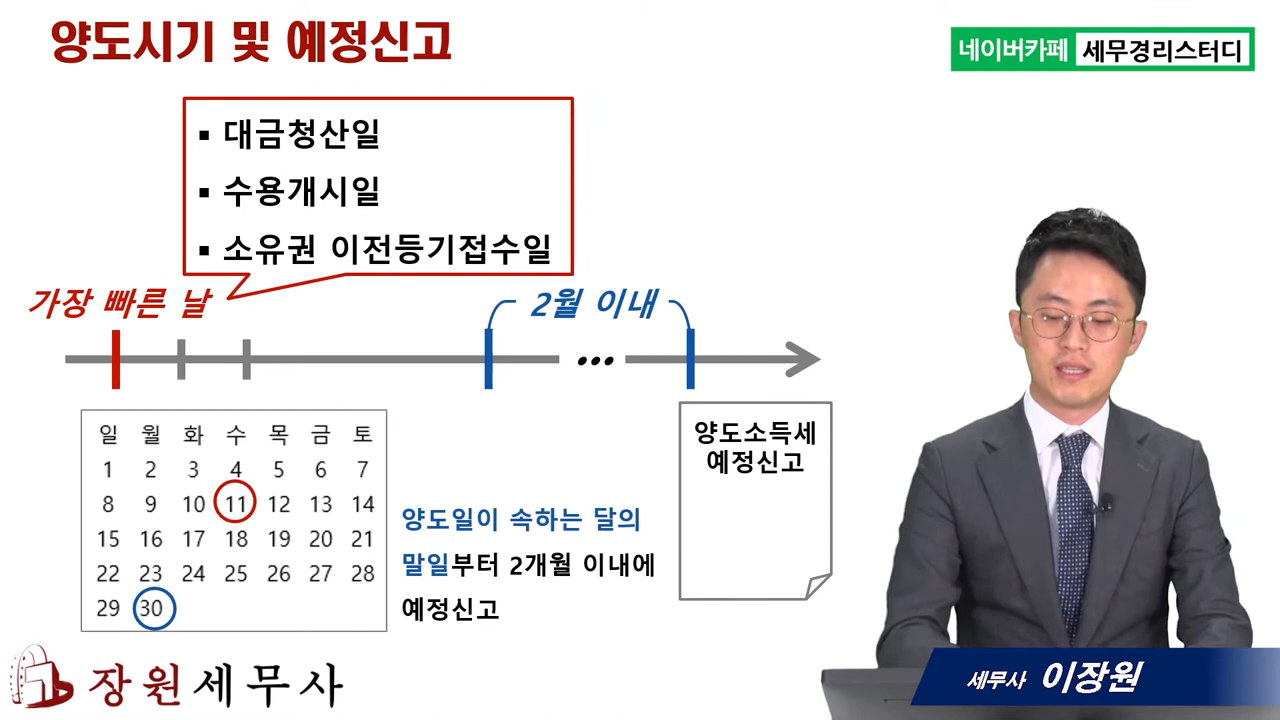 양도시기 및 예정신고
네이버카페 세무경리스터디
▪ 대금청산일
▪ 수용개시일
▪ 소유권 이전등기접수일
가장 빠른 날
2월 이내
...
일 월 화 수 목 금 토
1 2 3 4 5 6 7
8 9 10 11 12 13 14
15 16 17 18 19 20 21
22 23 24 25 26 27 28
29 30
양도일이 속하는 달의
말일부터 2개월 이내에
예정신고
양도소득세
예정신고
장원세무사
세무사 이장원